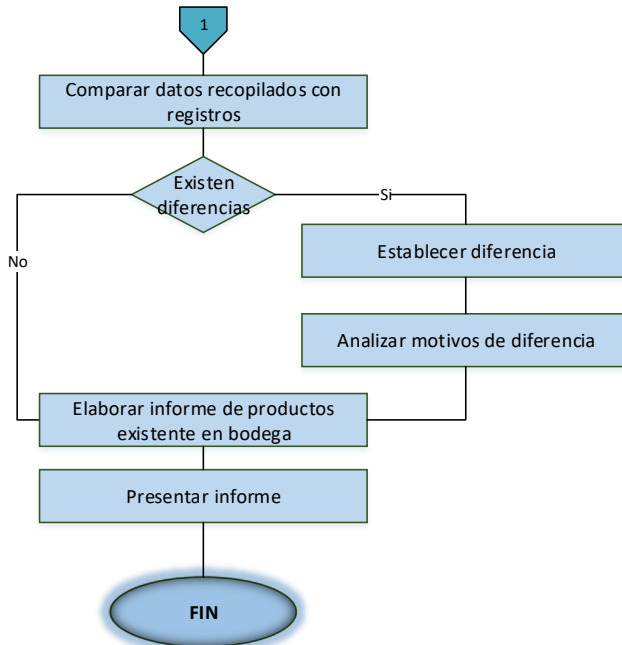 1
Comparar datos recopilados con
registros
Existen
diferencias
Si
No
Establecer diferencia
Analizar motivos de diferencia
Elaborar informe de productos
existente en bodega
Presentar informe
FIN